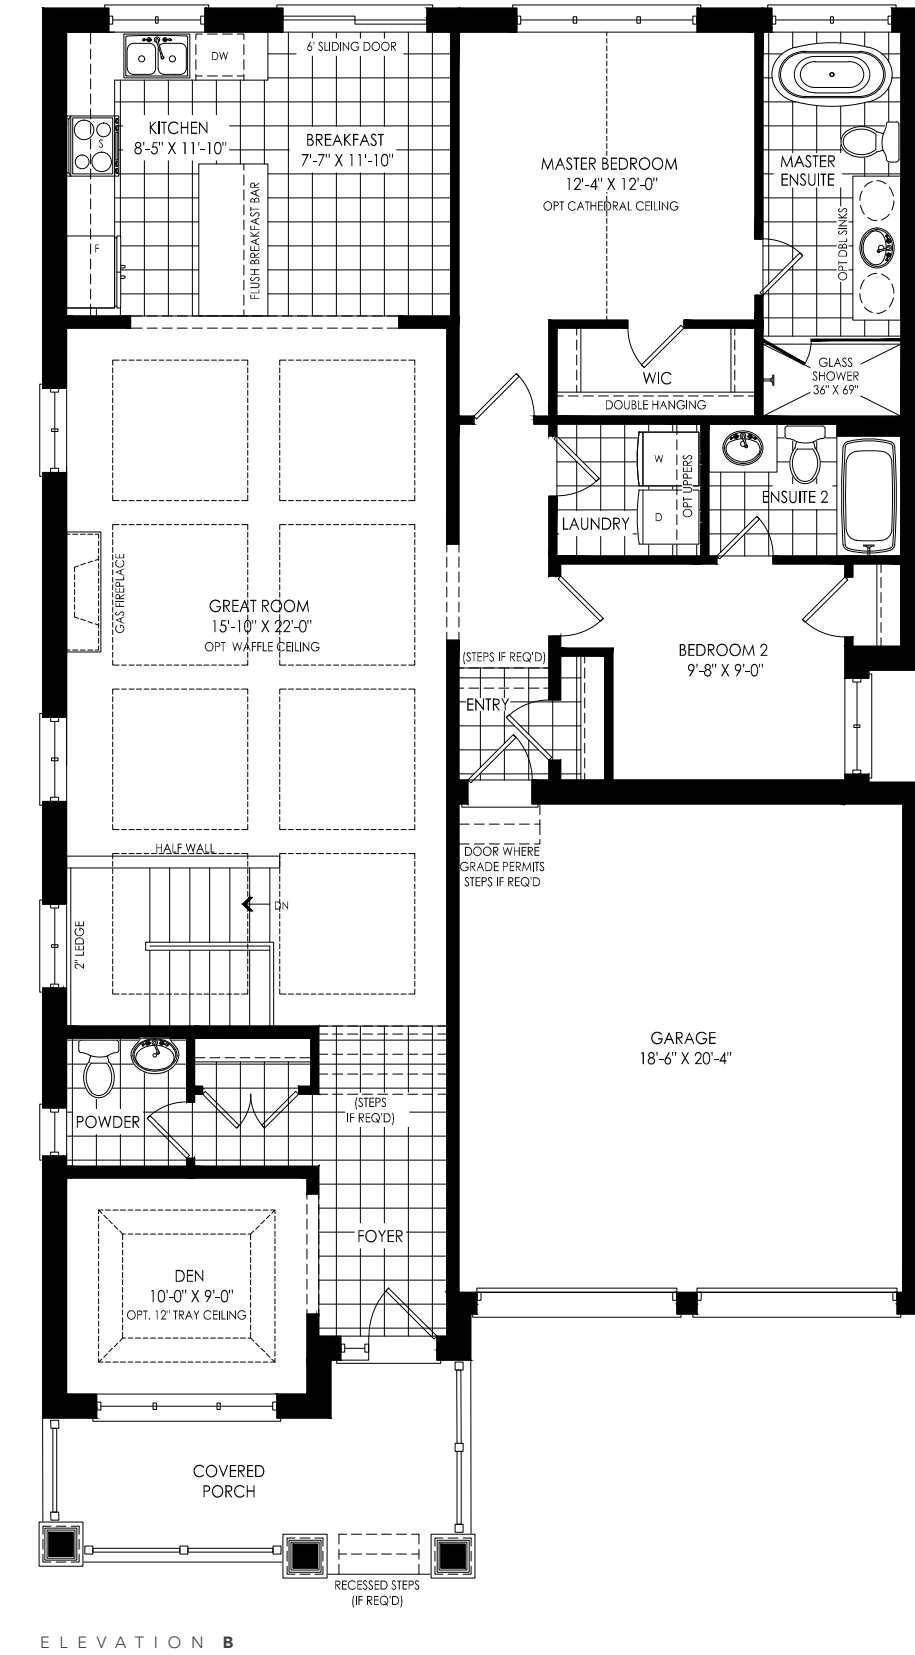 6' SLIDING DOOR
DW
KITCHEN
8'-5" X 11'-10"
BREAKFAST
7'-7" X 11'-10"
S
F
FLUSH BREAKFAST BAR
MASTER BEDROOM
12'-4" X 12'-0"
OPT CATHEDRAL CEILING
MASTER
ENSUITE
OPT DBL SINKS
GLASS
SHOWER
36" X 69"
WIC
DOUBLE HANGING
W
D
OPT UPPERS
LAUNDRY
ENSUITE 2
GAS FIREPLACE
GREAT ROOM
15'-10" X 22'-0"
OPT WAFFLE CEILING
(STEPS IF REQ'D)
ENTRY
BEDROOM 2
9'-8" X 9'-0"
HALF WALL
DN
2" LEDGE
DOOR WHERE
GRADE PERMITS
STEPS IF REQ'D
GARAGE
18'-6" X 20'-4"
POWDER
(STEPS
IF REQ'D)
FOYER
DEN
10'-0" X 9'-0"
OPT. 12" TRAY CEILING
COVERED
PORCH
RECESSED STEPS
(IF REQ'D)
ELEVATION B